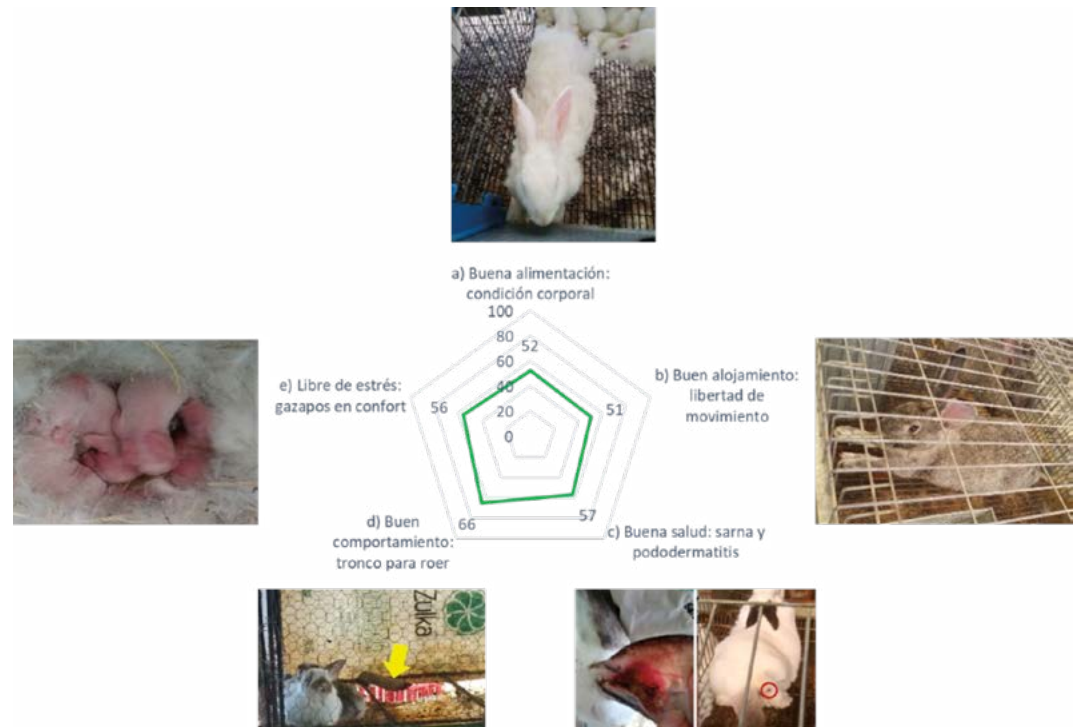 a) Buena alimentación:
condición corporal
100
80
60
40
20
0
52
e) Libre de estrés:
gazapos en confort
56
51
b) Buen alojamiento:
libertad de
movimiento
d) Buen
comportamiento:
tronco para roer
66
57
c) Buena salud: sarna y
pododermatitis
Zulka